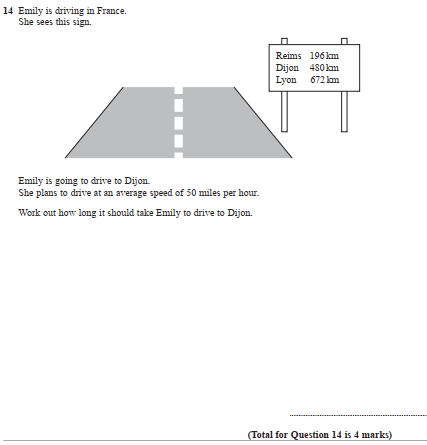 14 Emily is driving in France.
She sees this sign.
Reims 196 km
Dijon 480 km
Lyon 672 km
Emily is going to drive to Dijon.
She plans to drive at an average speed of 50 miles per hour.
Work out how long it should take Emily to drive to Dijon.
(Total for Question 14 is 4 marks)